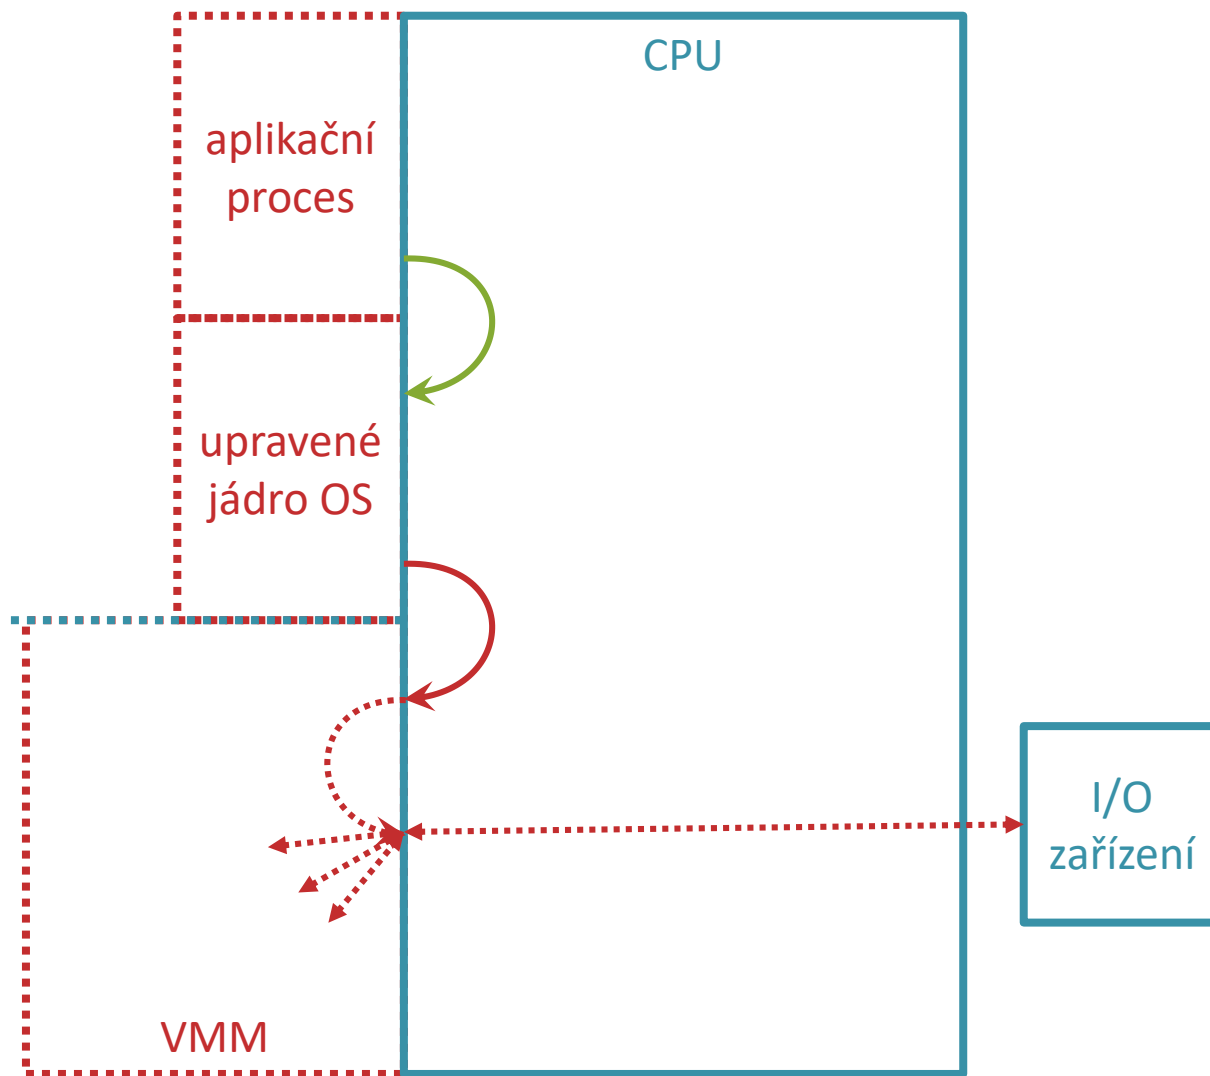 CPU
aplikační
proces
upravené
jádro OS
I/O
zařízení
VMM